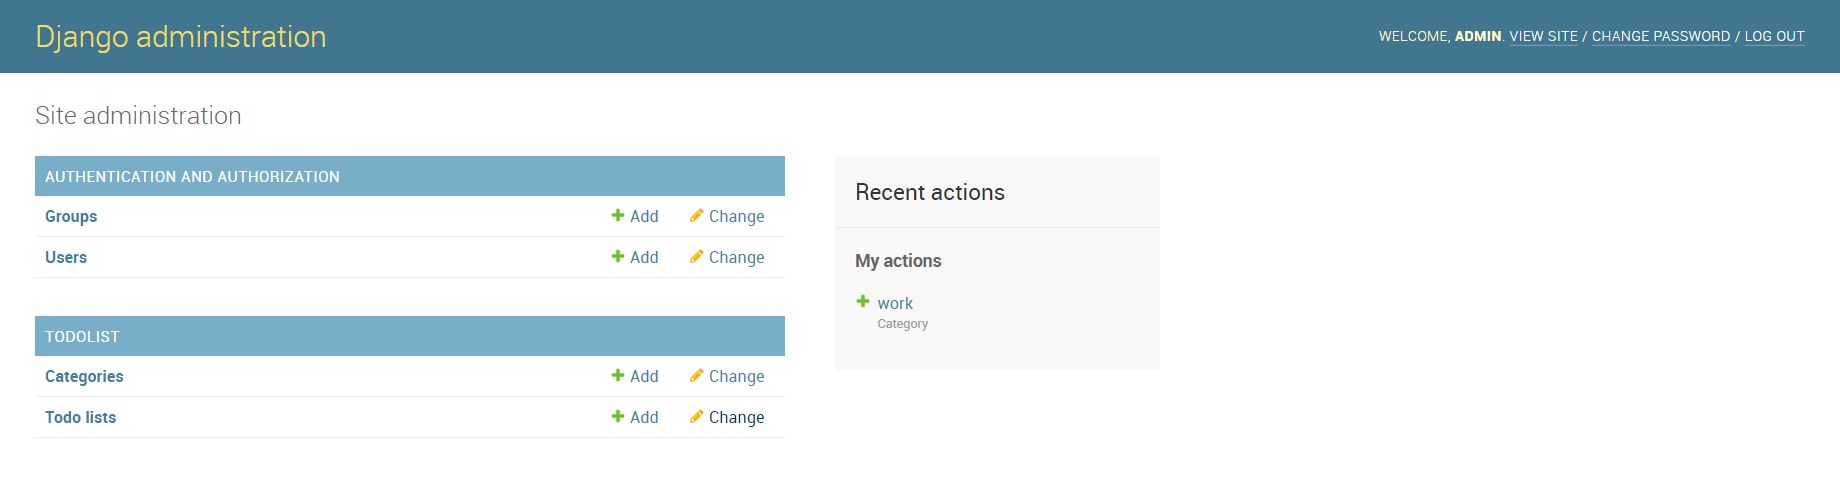 Django administration
WELCOME, ADMIN. VIEW SITE / CHANGE PASSWORD / LOG OUT
Site administration
AUTHENTICATION AND AUTHORIZATION
Groups Add Change
Users Add Change
TODOLIST
Categories Add Change
Todo lists Add Change
Recent actions
My actions
work
Category